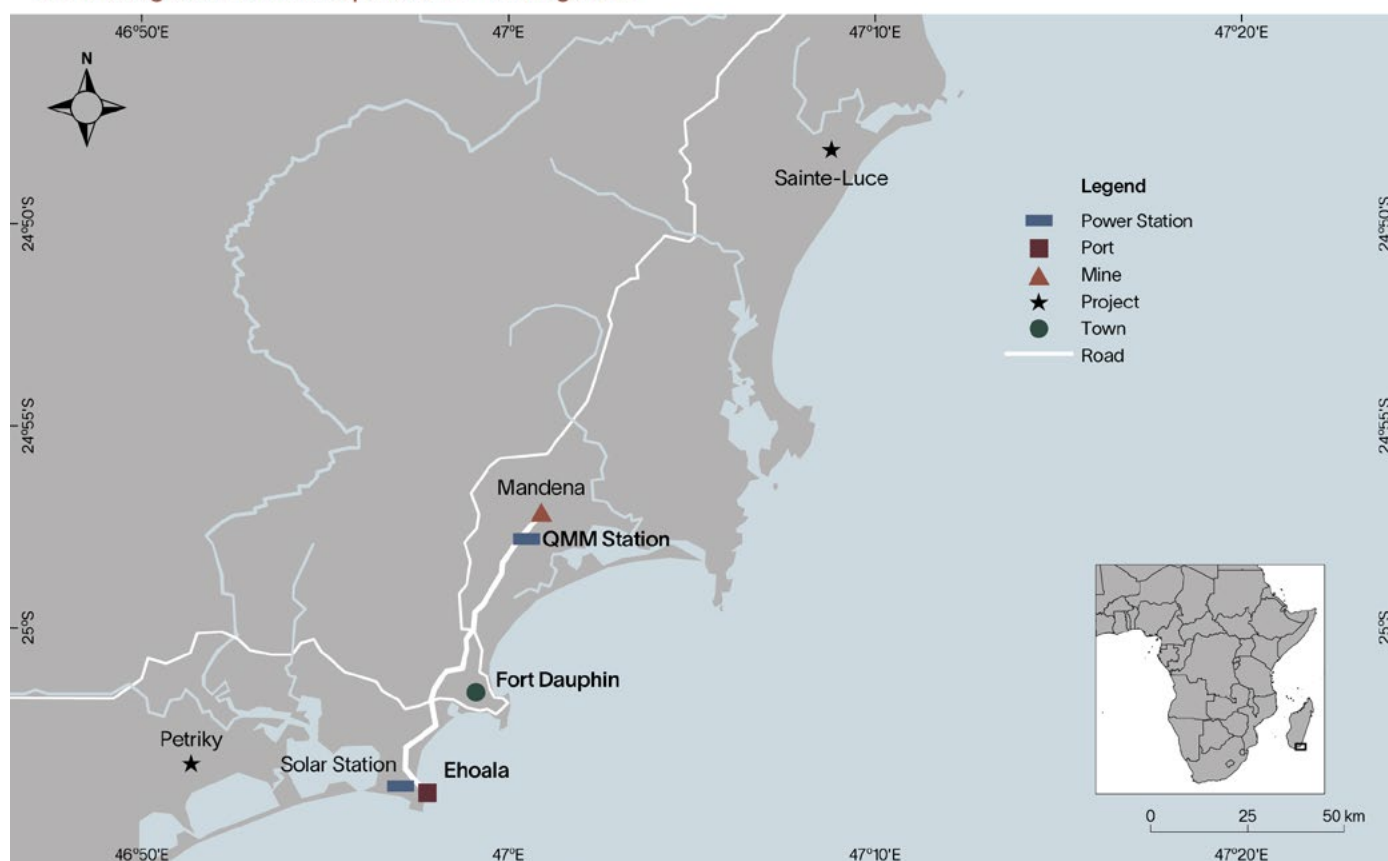 46°50'E 47°E 47°10'E 47°20'E
N
Sainte-Luce
Legend
Power Station
Port
Mine
Project
Town
Road
24°50'S 24°50'S
24°55'S 24°55'S
Mandena
QMM Station
25°S 25°S
Fort Dauphin
Petriky
Solar Station
Ehoala
0 25 50 km
46°50'E 47°E 47°10'E 47°20'E